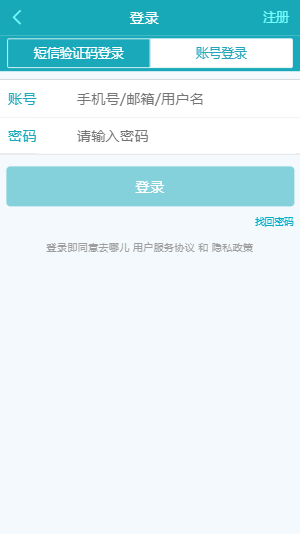 登录 注册
短信验证码登录 账号登录
账号 手机号/邮箱/用户名
密码 请输入密码
登录
找回密码
登录即同意去哪儿 用户服务协议 和 隐私政策